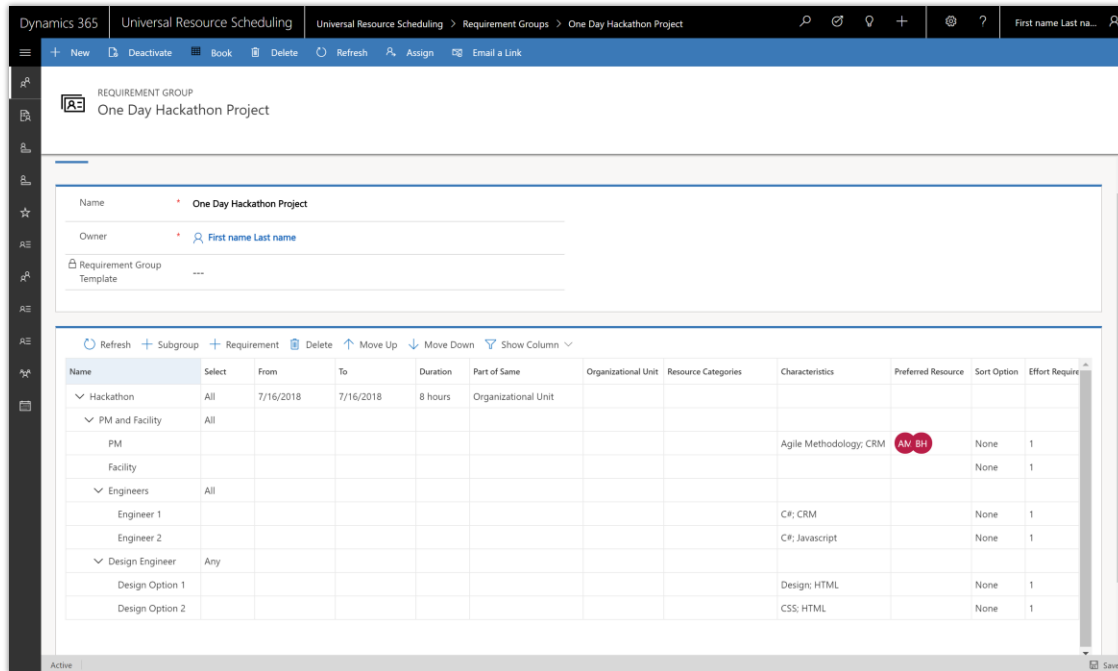 Dynamics 365 Universal Resource Scheduling Universal Resource Scheduling > Requirement Groups > One Day Hackathon Project First name Last na...
New Deactivate Book Delete Refresh Assign Email a Link
REQUIREMENT GROUP
One Day Hackathon Project
Name * One Day Hackathon Project
Owner * First name Last name
Requirement Group
Template ---
Refresh Subgroup Requirement Delete Move Up Move Down Show Column
Name Select From To Duration Part of Same Organizational Unit Resource Categories Characteristics Preferred Resource Sort Option Effort Require
Hackathon All 7/16/2018 7/16/2018 8 hours Organizational Unit
PM and Facility All
PM Agile Methodology; CRM AM BH None 1
Facility None 1
Engineers All
Engineer 1 C#; CRM None 1
Engineer 2 C#; Javascript None 1
Design Engineer Any
Design Option 1 Design; HTML None 1
Design Option 2 CSS; HTML None 1
Active Save